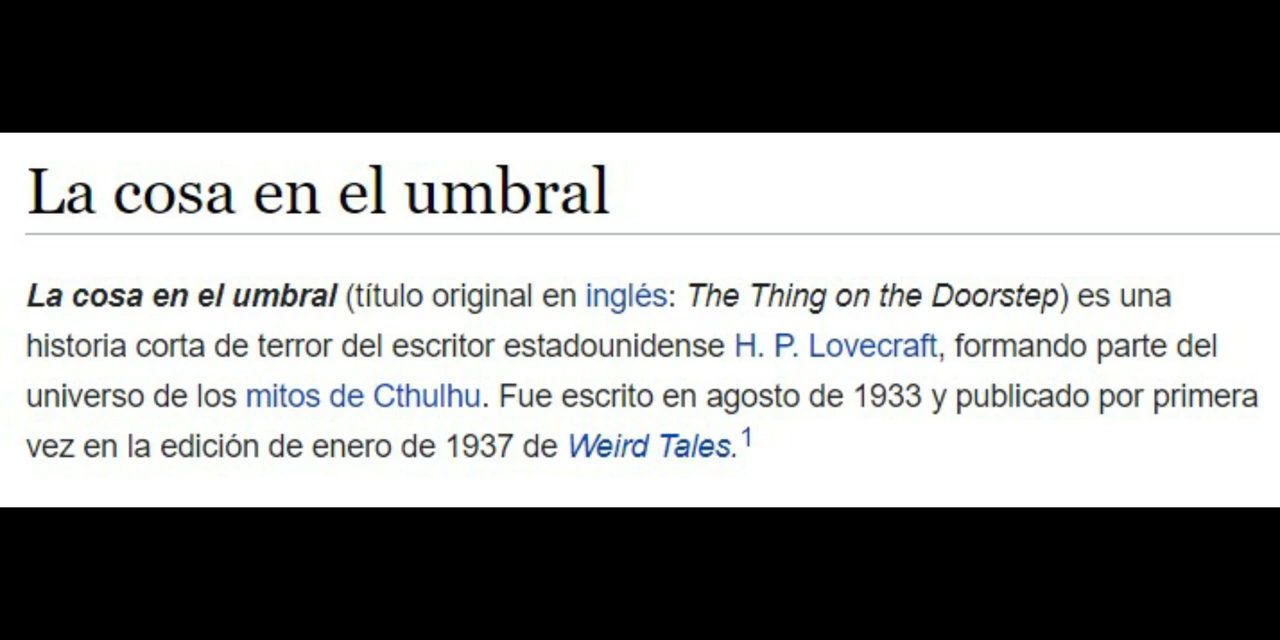 La cosa en el umbral
La cosa en el umbral (título original en inglés: The Thing on the Doorstep) es una
historia corta de terror del escritor estadounidense H. P. Lovecraft, formando parte del
universo de los mitos de Cthulhu. Fue escrito en agosto de 1933 y publicado por primera
vez en la edición de enero de 1937 de Weird Tales.1